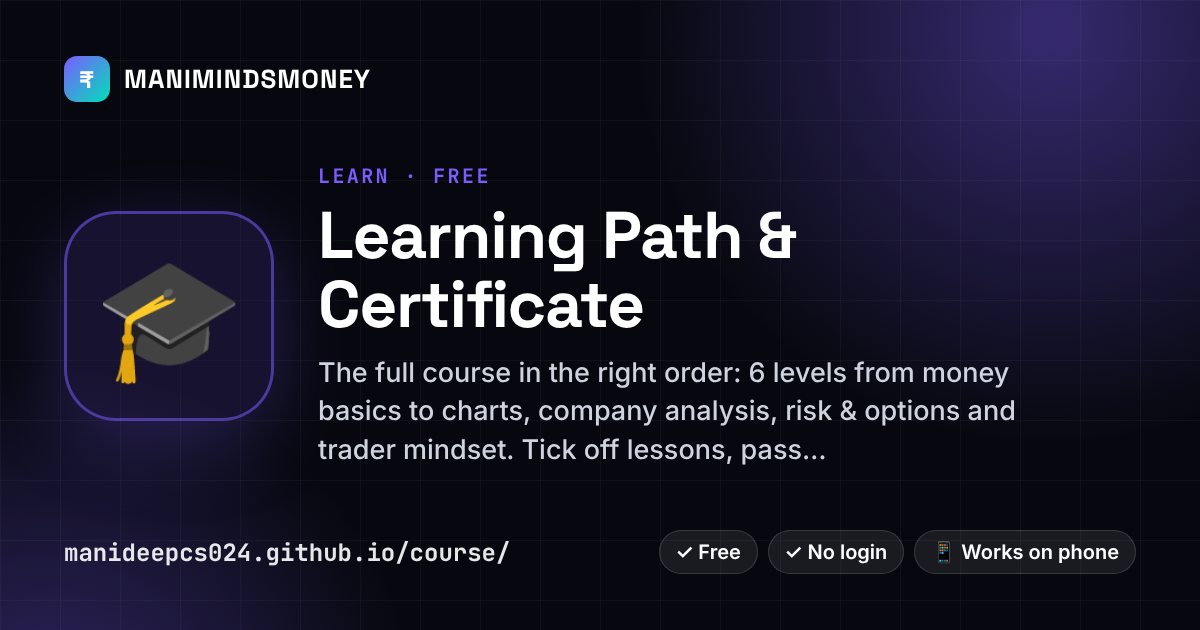 ₹ MANIMINDSMONEY
LEARN · FREE
Learning Path &
Certificate
The full course in the right order: 6 levels from money
basics to charts, company analysis, risk & options and
trader mindset. Tick off lessons, pass…
manideepcs024.github.io/course/
✓ Free
✓ No login
📱 Works on phone